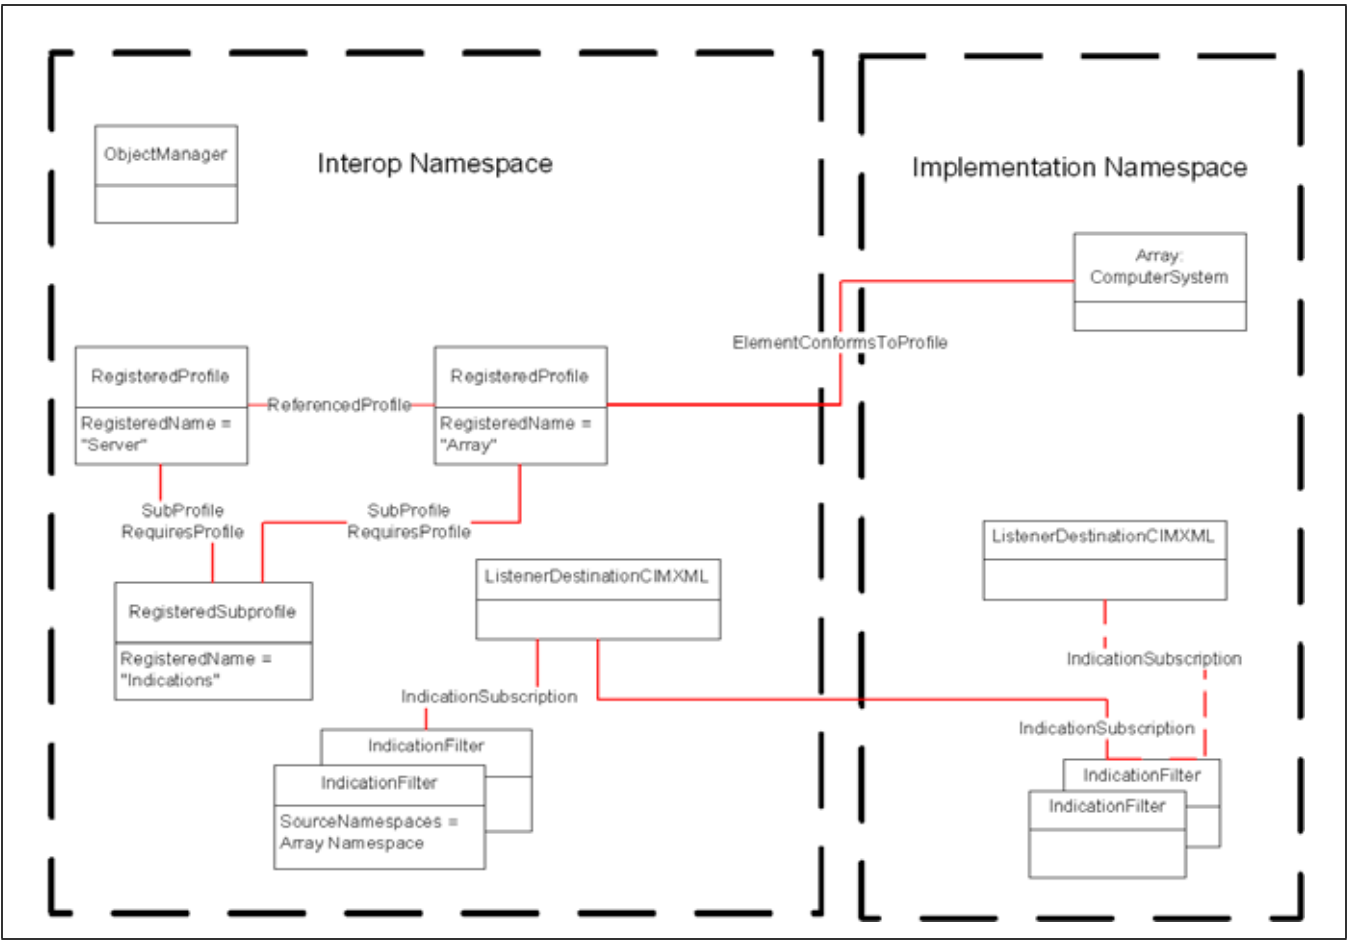 ObjectManager
Interop Namespace
Implementation Namespace
Array:
ComputerSystem
ElementConformsToProfile
RegisteredProfile
RegisteredName =
"Server"
ReferencedProfile
RegisteredProfile
RegisteredName =
"Array"
SubProfile
RequiresProfile
SubProfile
RequiresProfile
ListenerDestinationCIMXML
ListenerDestinationCIMXML
RegisteredSubprofile
RegisteredName =
"Indications"
IndicationSubscription
IndicationSubscription
IndicationSubscription
IndicationFilter
IndicationFilter
SourceNamespaces =
Array Namespace
IndicationFilter
IndicationFilter